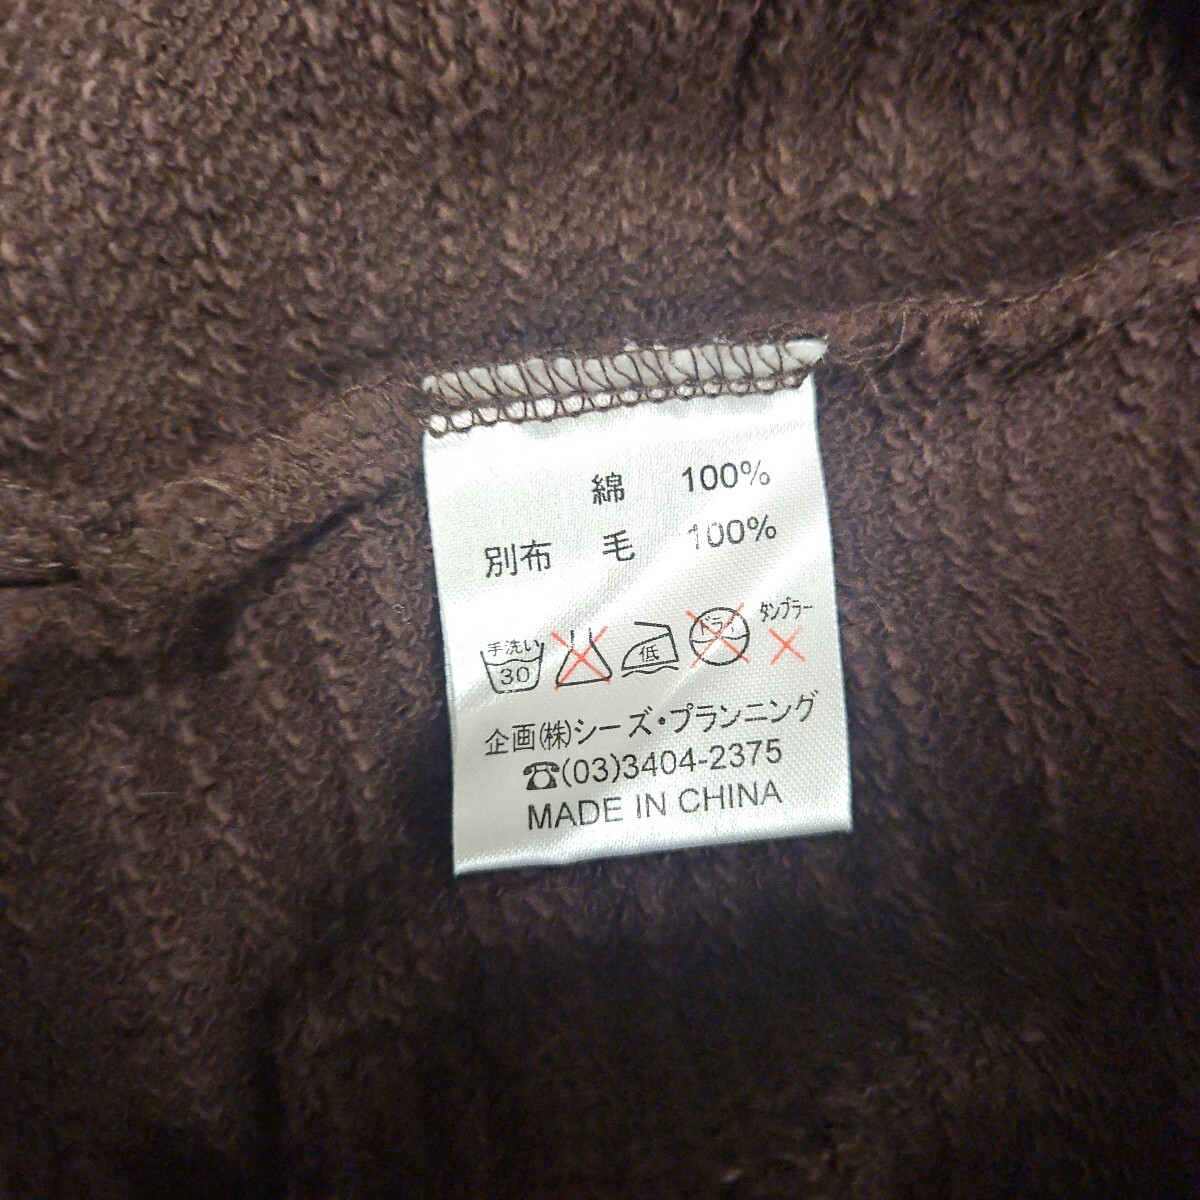 綿 100%
別布 毛 100%
手洗い 30 低 ドライ タンブラー
企画(株)シーズ・プランニング
☎(03)3404-2375
MADE IN CHINA